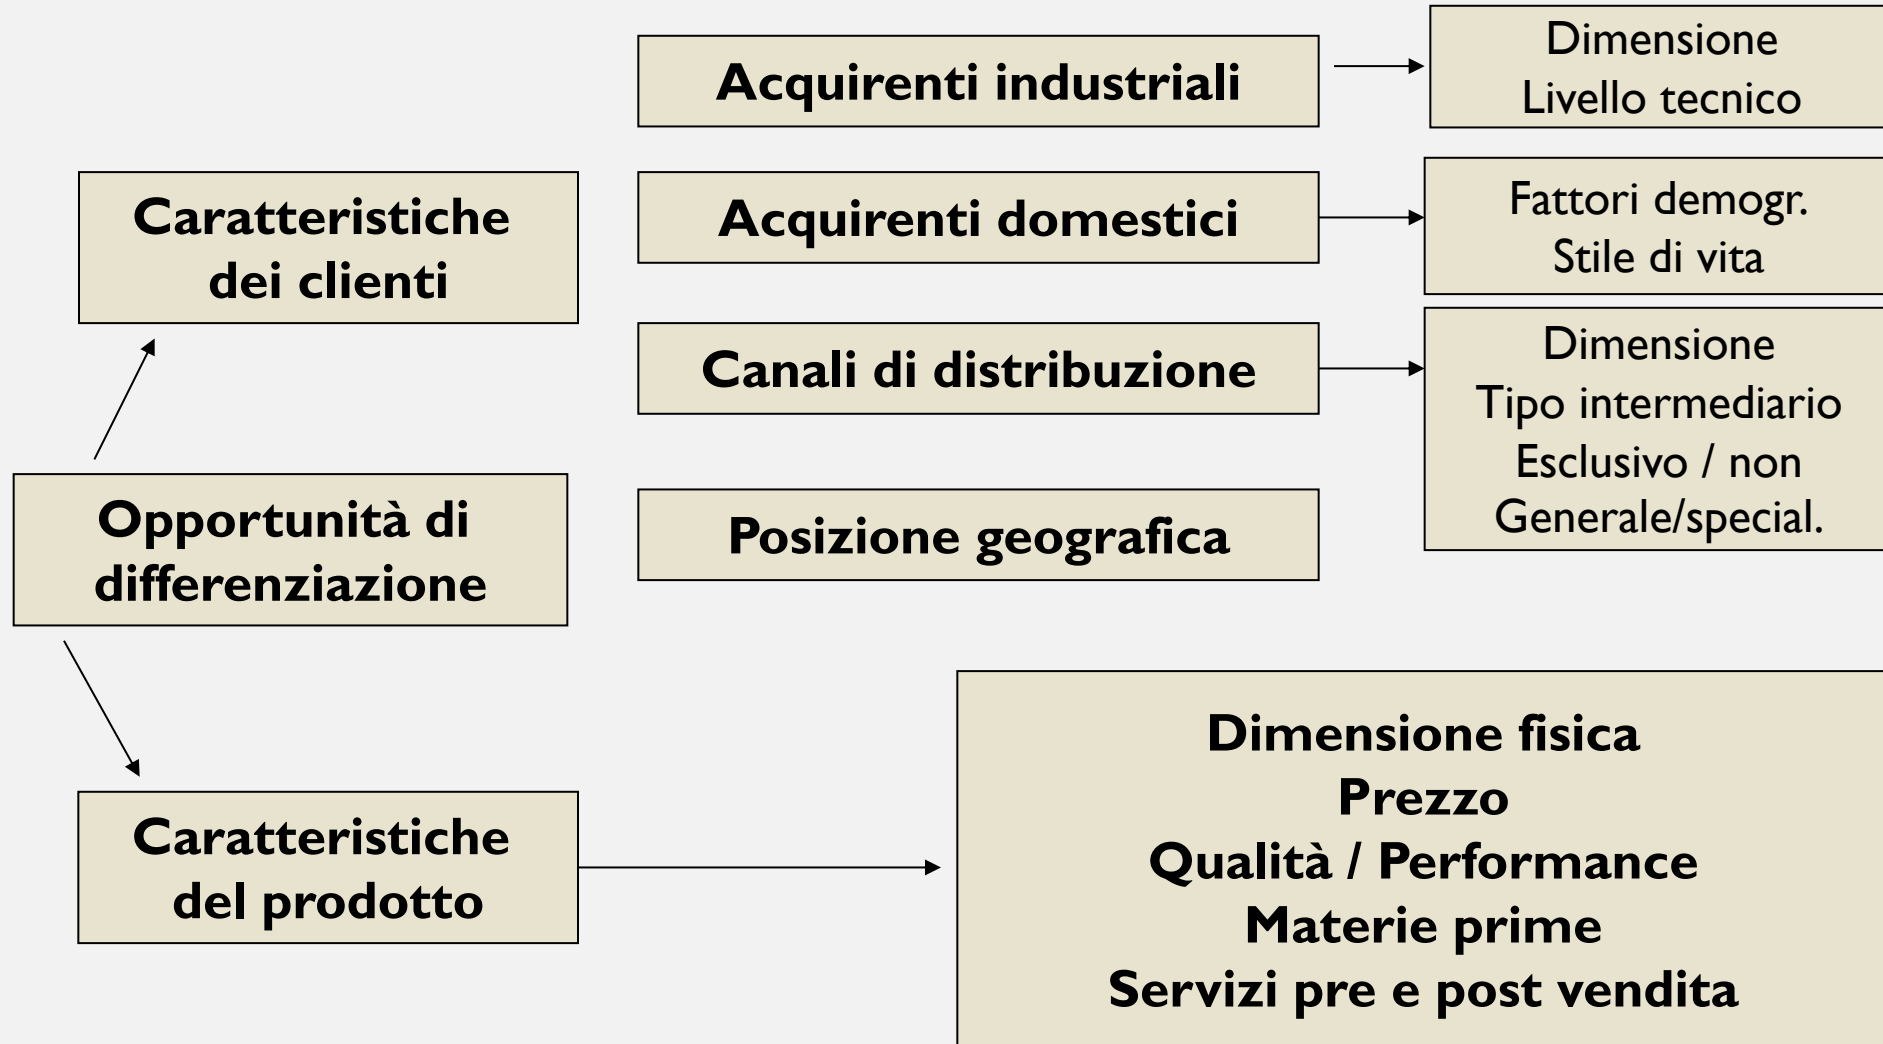 Acquirenti industriali
Dimensione
Livello tecnico
Caratteristiche
dei clienti
Acquirenti domestici
Fattori demogr.
Stile di vita
Canali di distribuzione
Dimensione
Tipo intermediario
Esclusivo / non
Generale/special.
Opportunità di
differenziazione
Posizione geografica
Caratteristiche
del prodotto
Dimensione fisica
Prezzo
Qualità / Performance
Materie prime
Servizi pre e post vendita